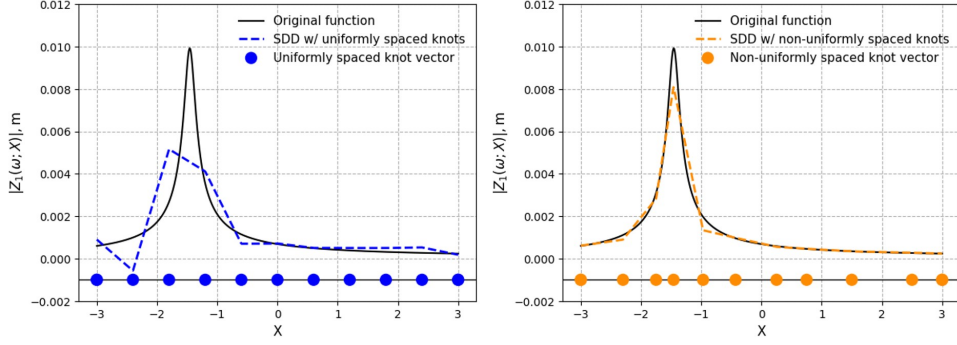 0.012
0.010
0.008
0.006
0.004
0.002
0.000
−0.002
|Z₁(ω; X)|, m
Original function
SDD w/ uniformly spaced knots
Uniformly spaced knot vector
−3 −2 −1 0 1 2 3
X
0.012
0.010
0.008
0.006
0.004
0.002
0.000
−0.002
|Z₁(ω; X)|, m
Original function
SDD w/ non-uniformly spaced knots
Non-uniformly spaced knot vector
−3 −2 −1 0 1 2 3
X